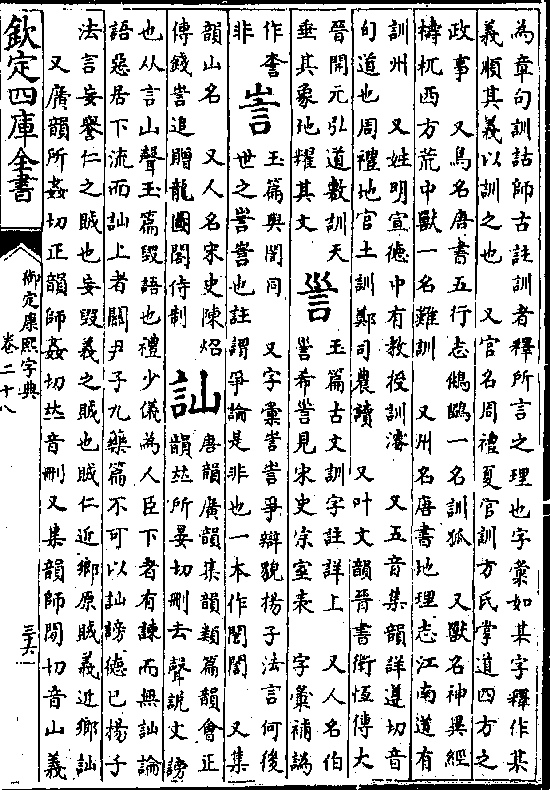 為章句訓詁師古註訓者釋所言之理也字彙如某字釋作某
義順其義以訓之也　又官名周禮夏官訓方氏掌道四方之
政事　又鳥名唐書五行志鵂鶹一名訓狐　又獸名神異經
檮杌西方荒中獸一名難訓　又州名唐書地理志江南道有
訓州　又姓明宣德中有教授訓濬　又五音集韻詳遵切音
旬道也周禮地官土訓鄭司農讀　又叶文韻晉書衛恆傳大
晉開元弘道敷訓天
垂其象地耀其文
玉篇古文訓字註詳上　又人名伯
希見宋史宗室表　字彙補譌
作
非
訔
玉篇與誾同　又字彙訔訔爭辯貌揚子法言何後
世之訔訔也註謂爭論是非也一本作誾誾　又集
韻山名　又人名宋史陳炤
傳錢訔追贈龍圖閣侍制
訕
唐韻廣韻集韻類篇韻會正
韻𠀤所晏切刪去聲說文謗
也从言山聲玉篇毀語也禮少儀為人臣下者有諫而無訕論
語惡居下流而訕上者關尹子九藥篇不可以訕謗德已揚子
法言妄譽仁之賊也妄毀義之賊也賊仁近鄉原賊義近鄉訕
又廣韻所姦切正韻師姦切𠀤音刪又集韻師閒切音山義
欽定四庫全書
御定康熙字典
卷二十八
三六